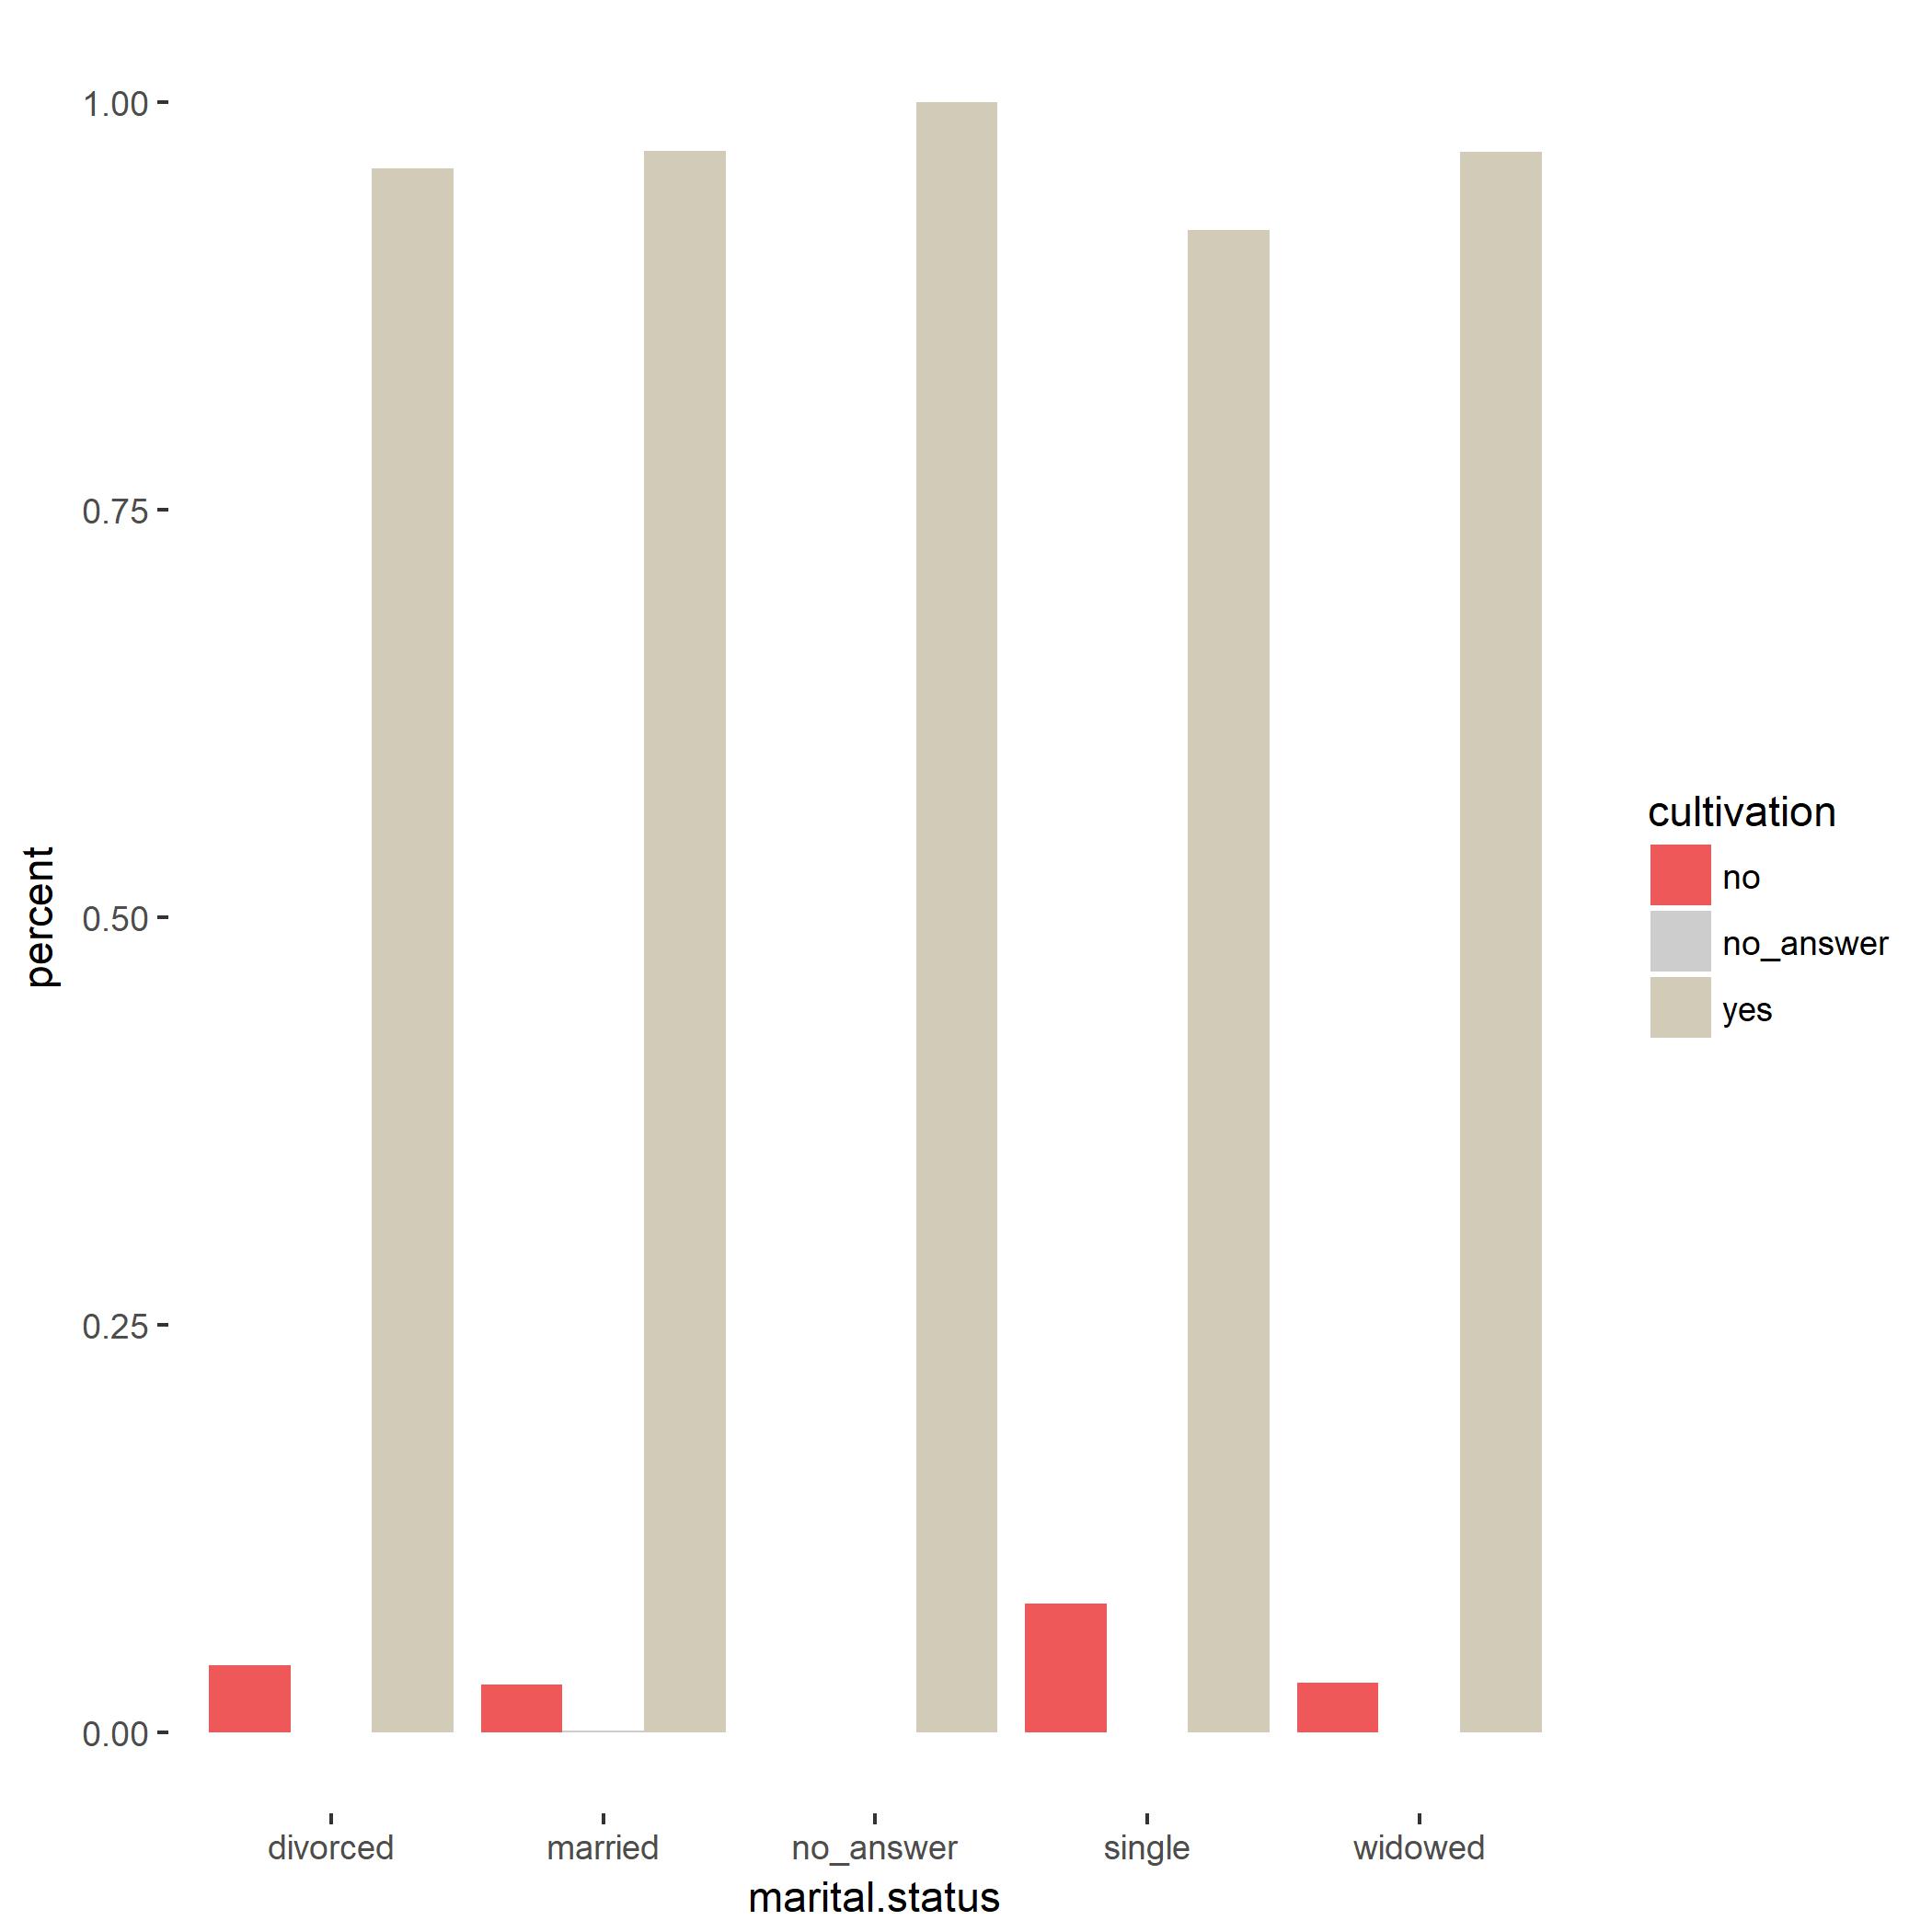 1.00
0.75
0.50
0.25
0.00
percent
divorced
married
no_answer
single
widowed
marital.status
cultivation
no
no_answer
yes